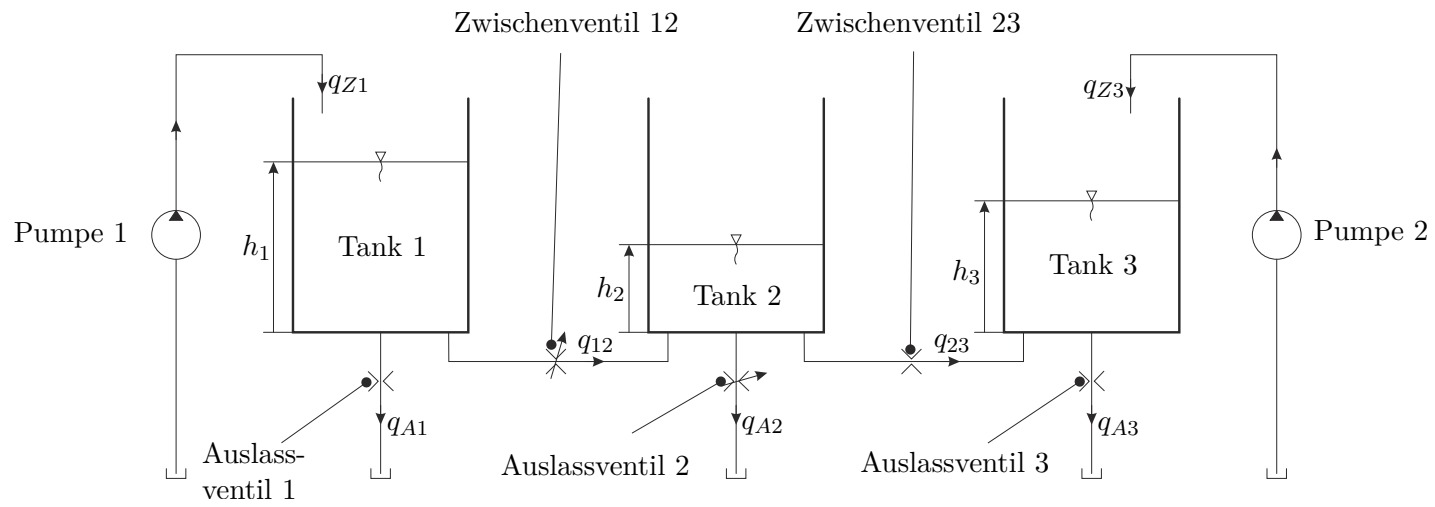 Zwischenventil 12
Zwischenventil 23
q_{Z1}
q_{Z3}
Pumpe 1
h_1
Tank 1
h_2
Tank 2
h_3
Tank 3
Pumpe 2
q_{12}
q_{23}
q_{A1}
q_{A2}
q_{A3}
Auslass-
ventil 1
Auslassventil 2
Auslassventil 3